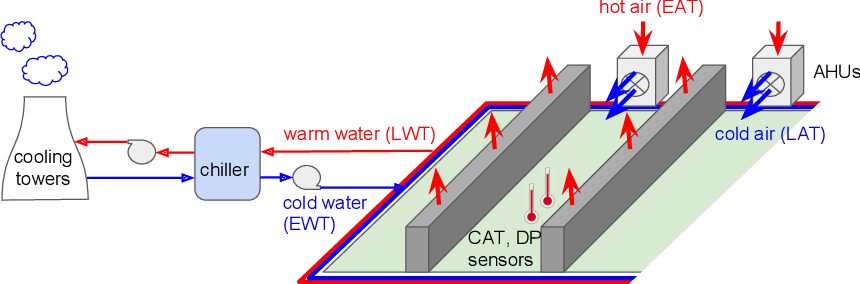 hot air (EAT)
AHUs
cold air (LAT)
warm water (LWT)
cooling
towers
chiller
cold water
(EWT)
CAT, DP
sensors